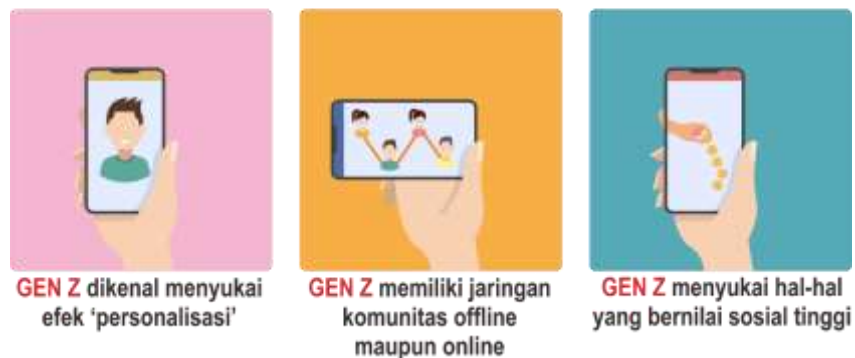 GEN Z dikenal menyukai
efek 'personalisasi'
GEN Z memiliki jaringan
komunitas offline
maupun online
GEN Z menyukai hal-hal
yang bernilai sosial tinggi